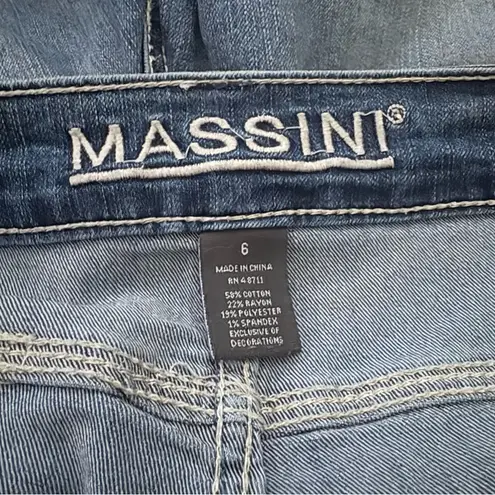 MASSINI®
6
MADE IN CHINA
RN 48711
58% COTTON
22% RAYON
19% POLYESTER
1% SPANDEX
EXCLUSIVE OF
DECORATIONS